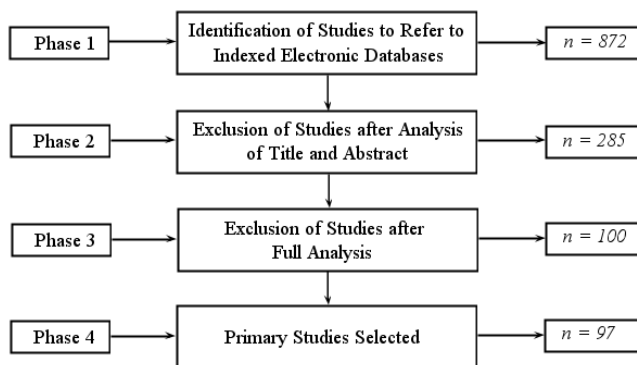 Phase 1
Identification of Studies to Refer to
Indexed Electronic Databases
n = 872
Phase 2
Exclusion of Studies after Analysis
of Title and Abstract
n = 285
Phase 3
Exclusion of Studies after
Full Analysis
n = 100
Phase 4
Primary Studies Selected
n = 97